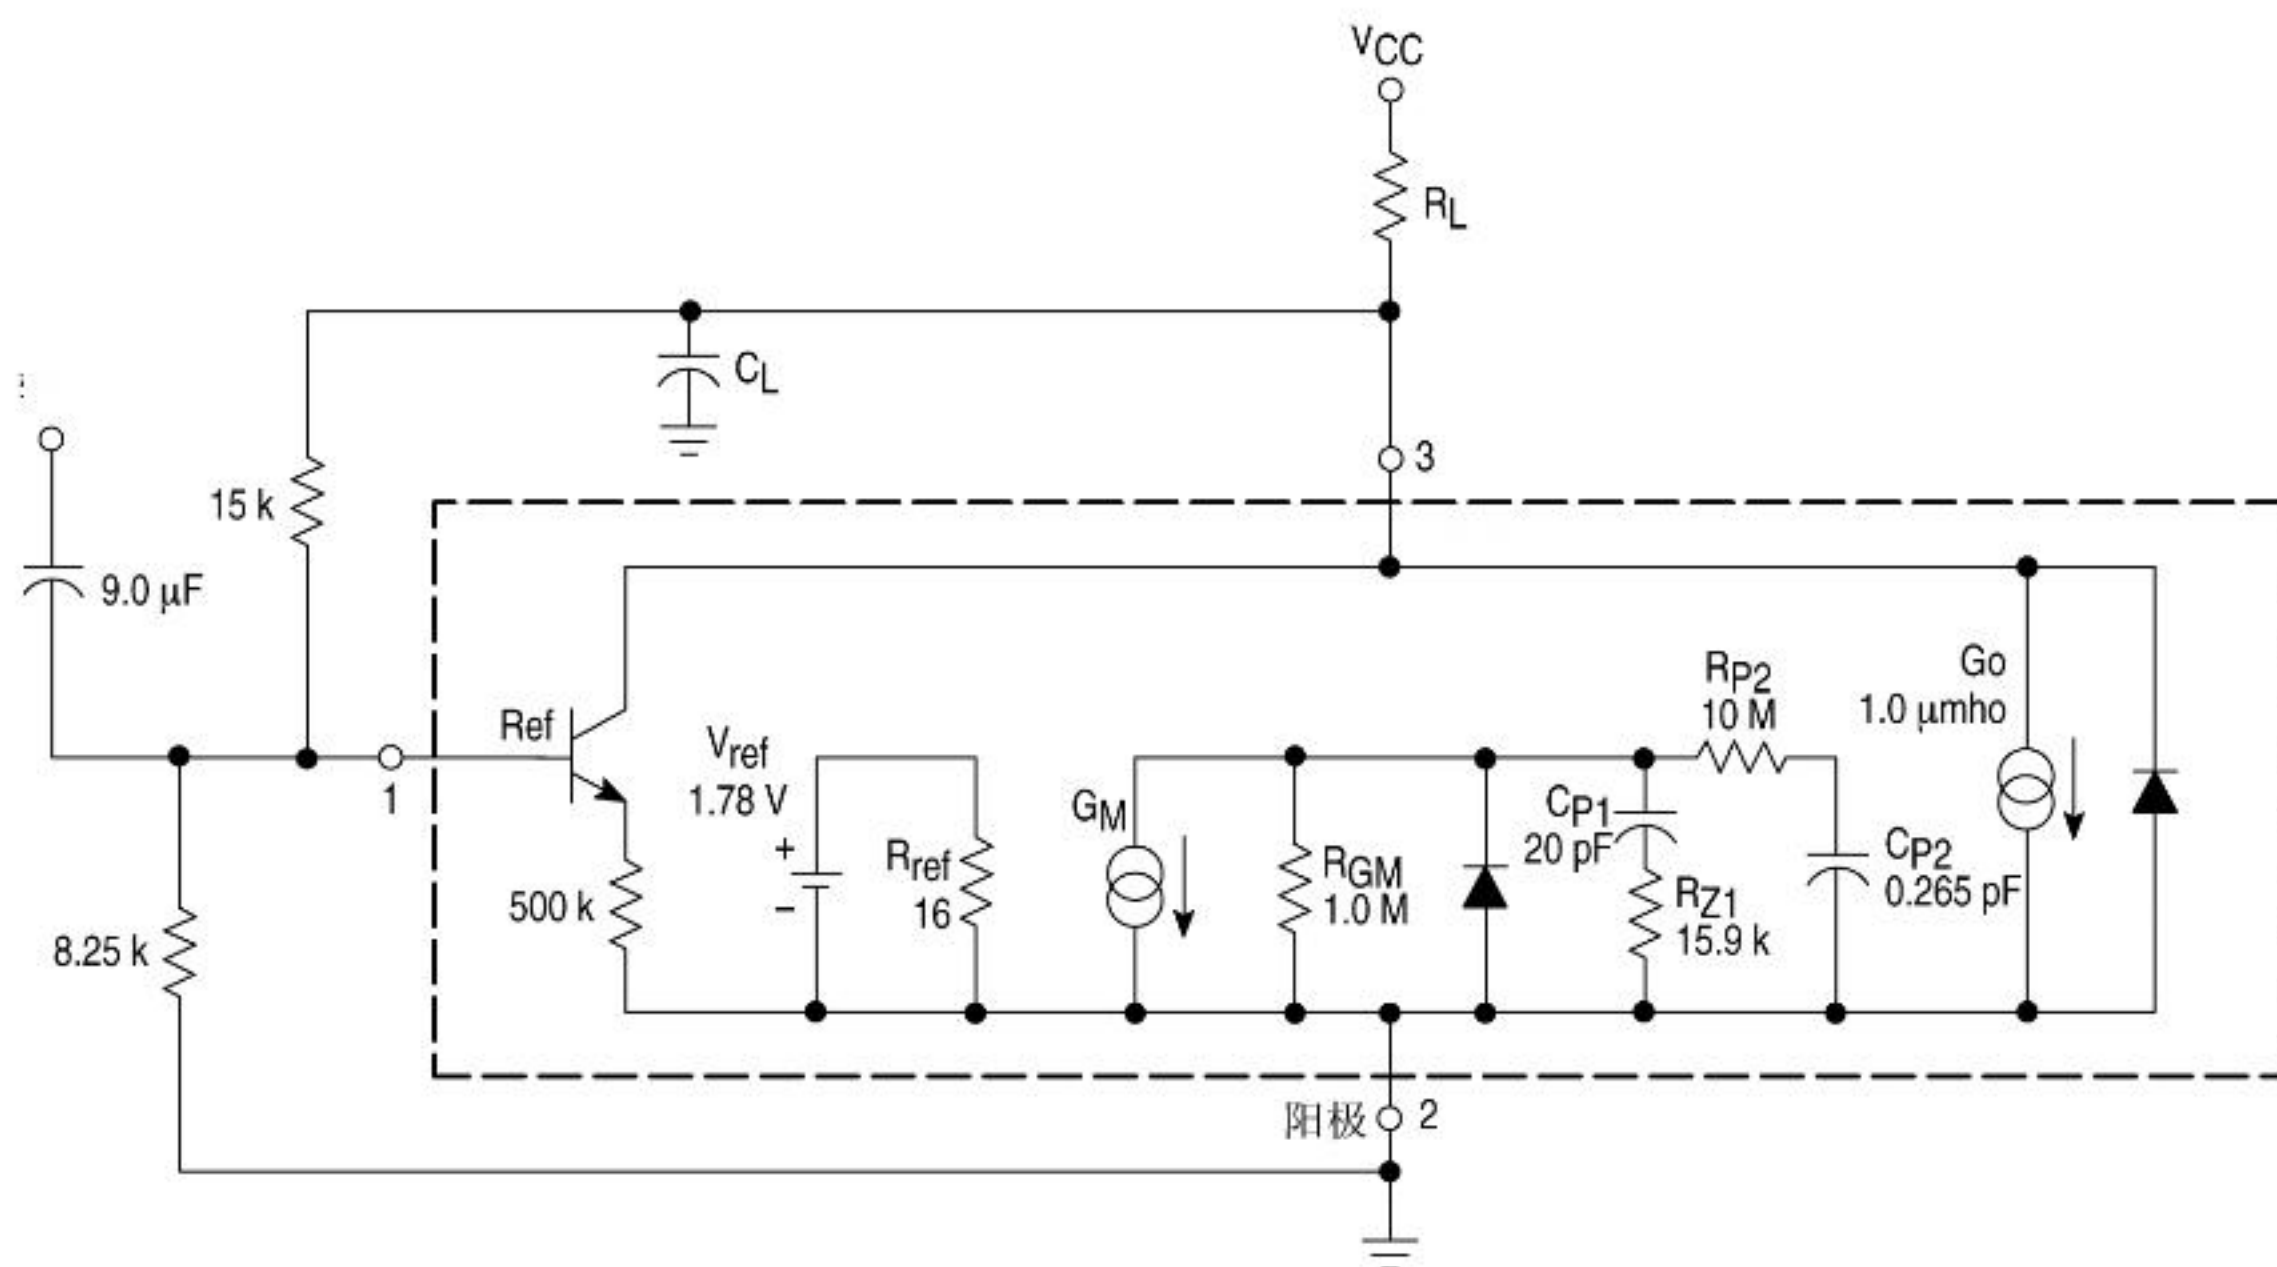 VCC
RL
CL
3
15 k
9.0 μF
RP2
10 M
Go
1.0 μmho
Ref
Vref
1.78 V
1
GM
CP1
20 pF
+
Rref
16
CP2
0.265 pF
RGM
1.0 M
RZ1
15.9 k
500 k
−
8.25 k
阳极
2